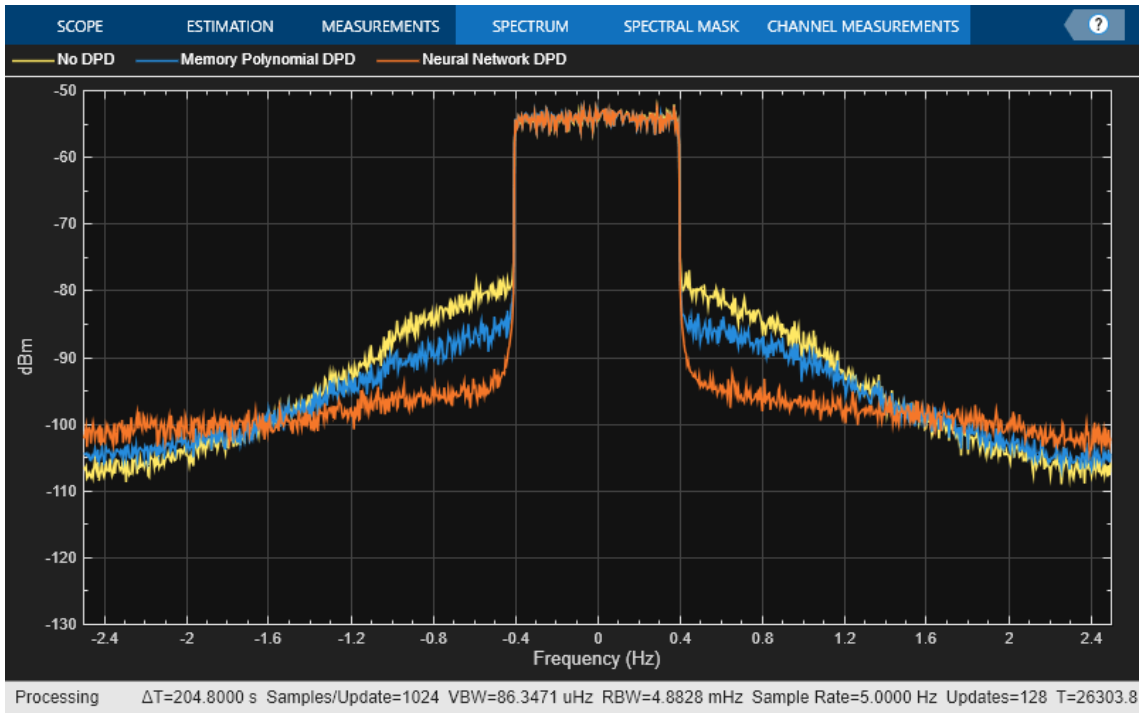 SCOPE ESTIMATION MEASUREMENTS SPECTRUM SPECTRAL MASK CHANNEL MEASUREMENTS ?
No DPD Memory Polynomial DPD Neural Network DPD
-50
-60
-70
-80
-90
-100
-110
-120
-130
dBm
-2.4 -2 -1.6 -1.2 -0.8 -0.4 0 0.4 0.8 1.2 1.6 2 2.4
Frequency (Hz)
Processing ΔT=204.8000 s Samples/Update=1024 VBW=86.3471 uHz RBW=4.8828 mHz Sample Rate=5.0000 Hz Updates=128 T=26303.8